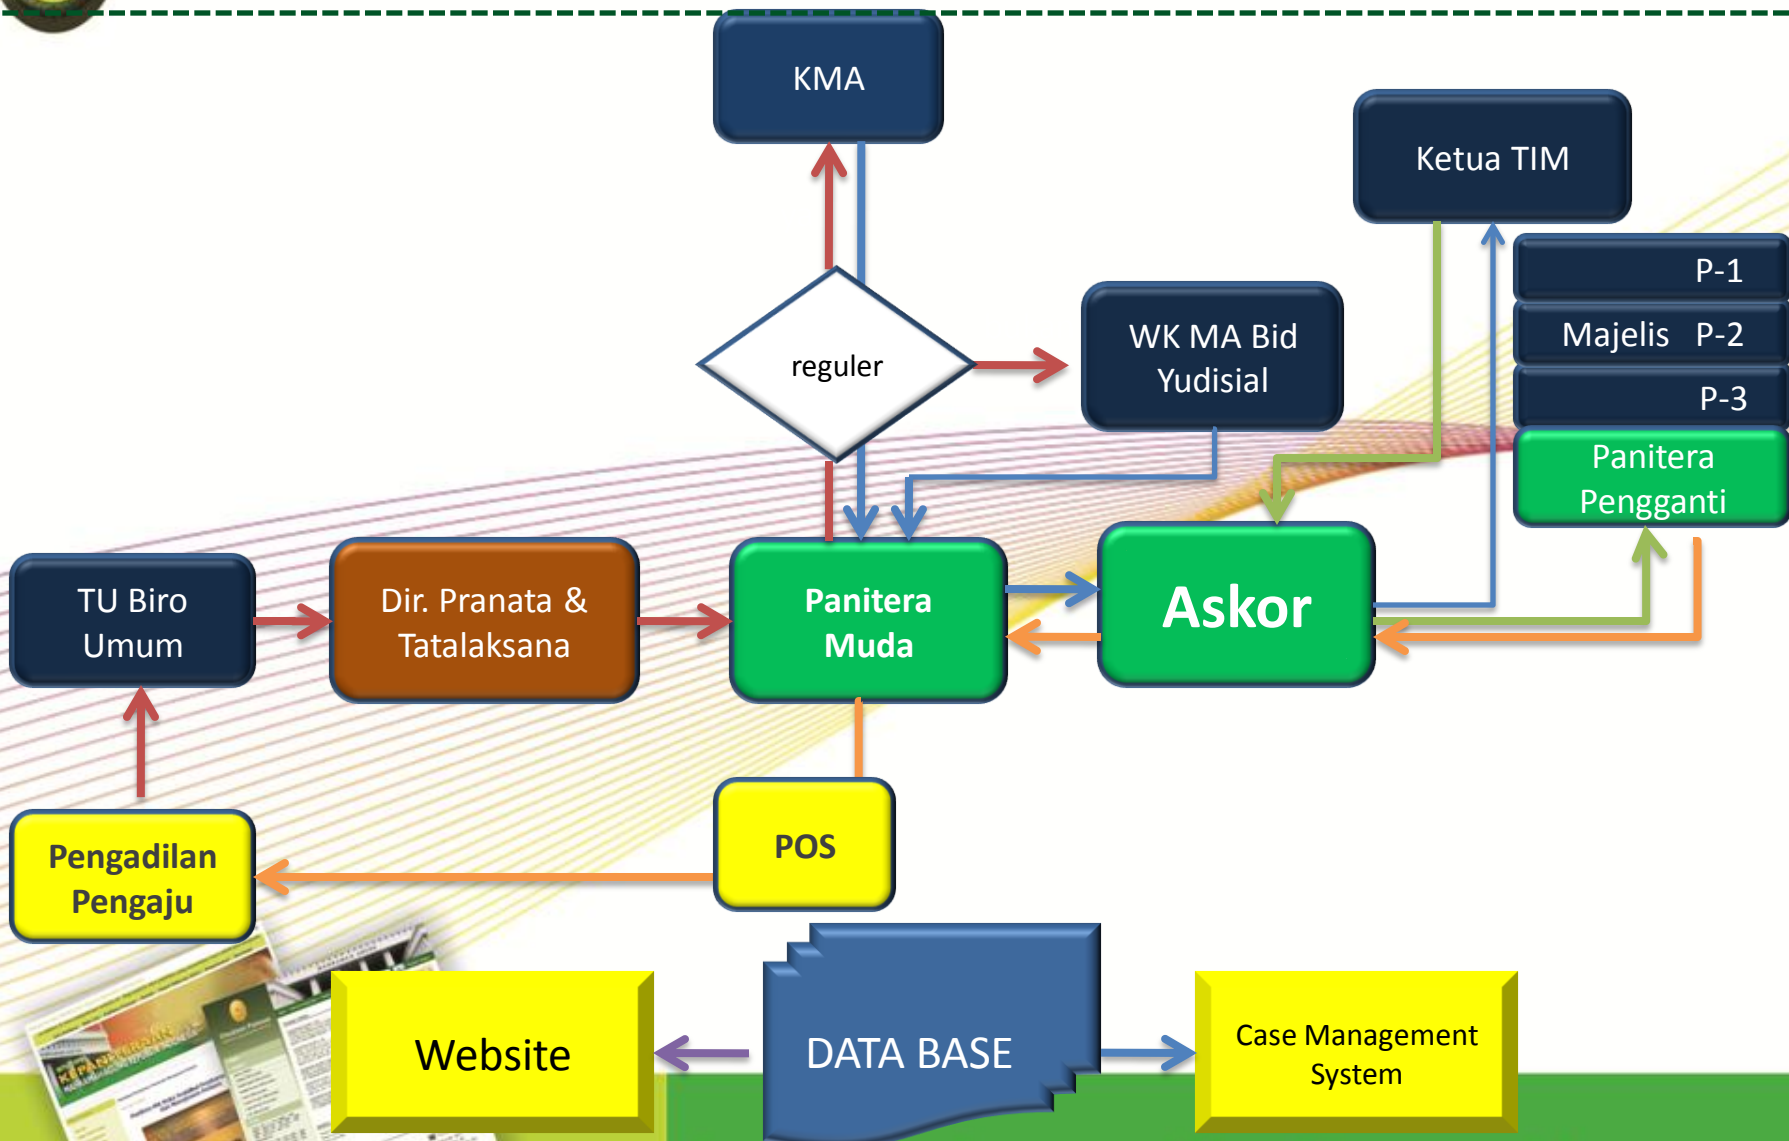 KMA
Ketua TIM
P-1
Majelis P-2
P-3
Panitera
Pengganti
reguler
WK MA Bid
Yudisial
TU Biro
Umum
Dir. Pranata &
Tatalaksana
Panitera
Muda
Askor
Pengadilan
Pengaju
POS
Website
DATA BASE
Case Management
System
KEPANITERAAN